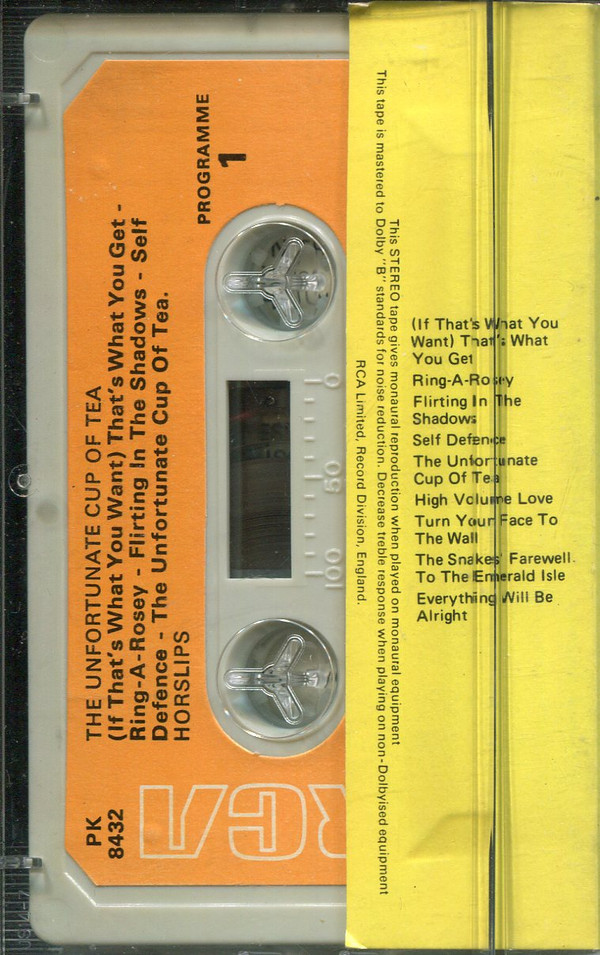 THE UNFORTUNATE CUP OF TEA
(If That's What You Want) That's What You Get -
Ring-A-Rosey - Flirting In The Shadows - Self
Defence - The Unfortunate Cup Of Tea.
HORSLIPS
PROGRAMME
1
PK
8432
RCA
0
50
100
This STEREO tape gives monaural reproduction when played on monaural equipment
This tape is mastered to Dolby "B" standards for noise reduction. Decrease treble response when playing on non-Dolbyised equipment
RCA Limited, Record Division, England.
(If That's What You
Want) That's What
You Get
Ring-A-Rosey
Flirting In The
Shadows
Self Defence
The Unfortunate
Cup Of Tea
High Volume Love
Turn Your Face To
The Wall
The Snakes' Farewell
To The Emerald Isle
Everything Will Be
Alright